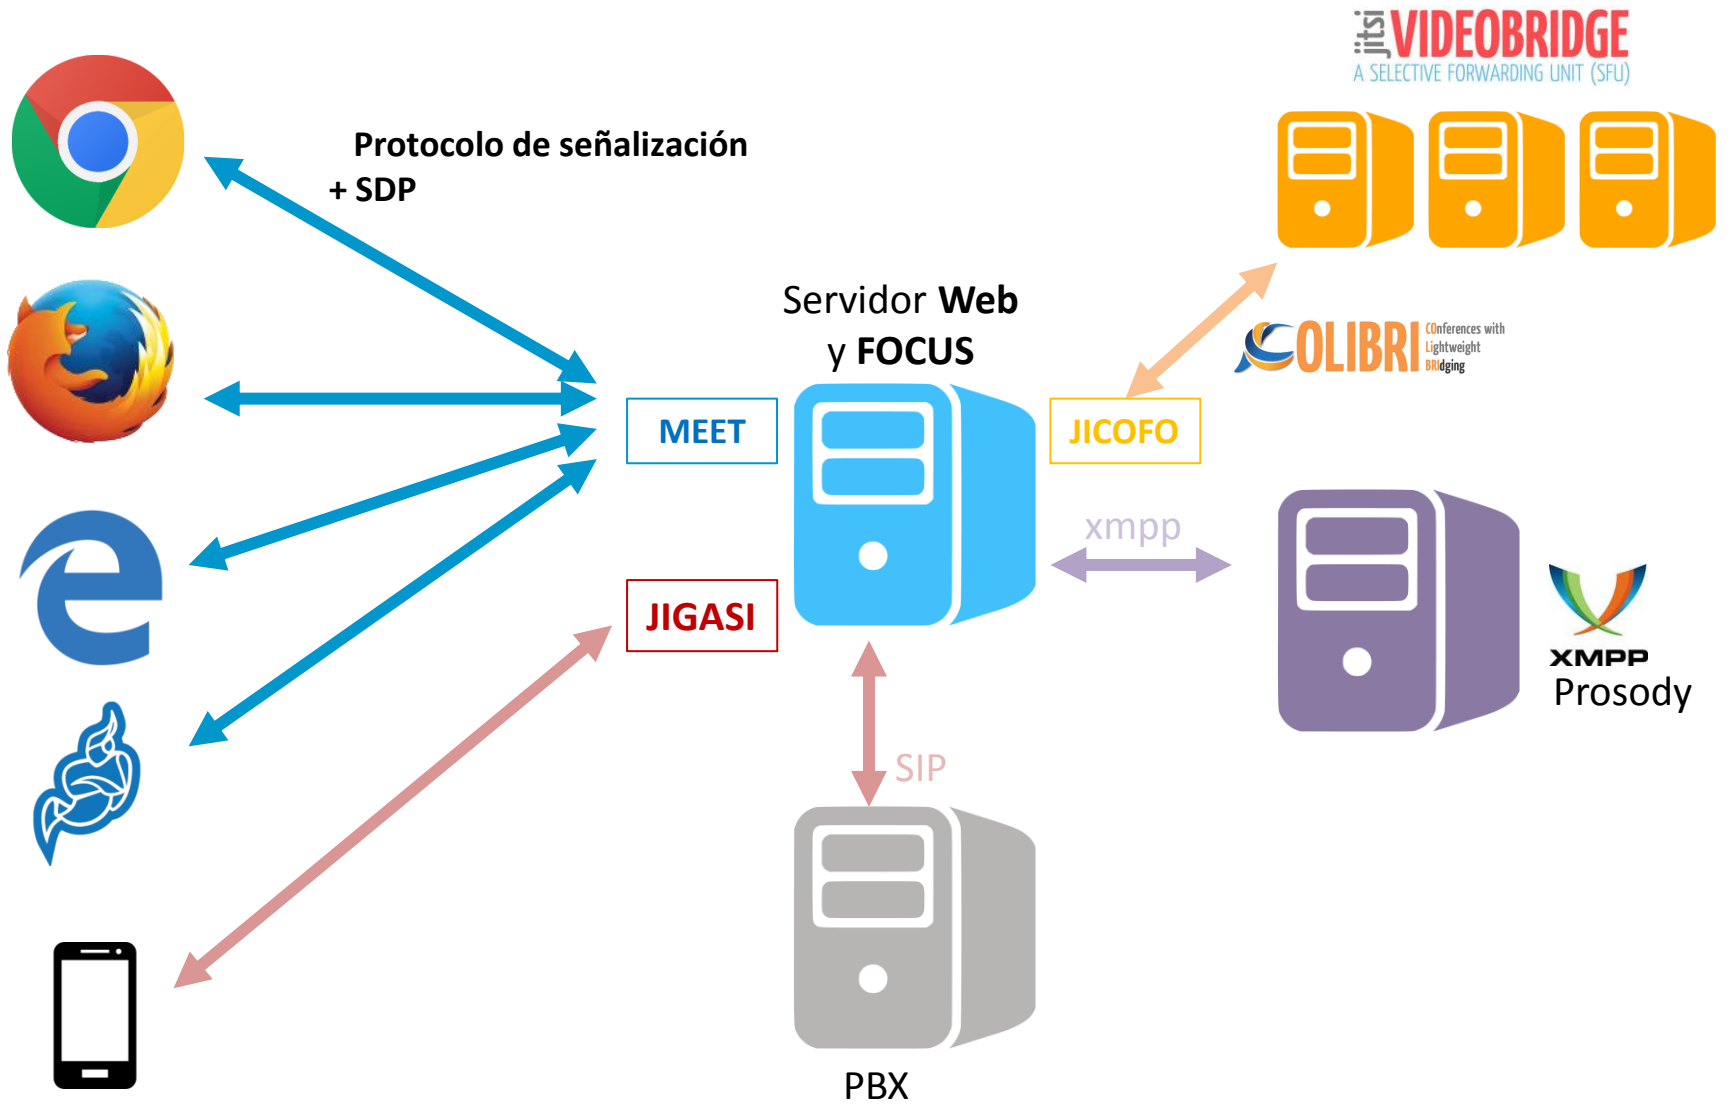 jitsi VIDEOBRIDGE
A SELECTIVE FORWARDING UNIT (SFU)
Protocolo de señalización
+ SDP
Servidor Web
y FOCUS
COLIBRI
COnferences with
Lightweight
BRIdging
MEET
JICOFO
xmpp
JIGASI
XMPP
Prosody
SIP
PBX